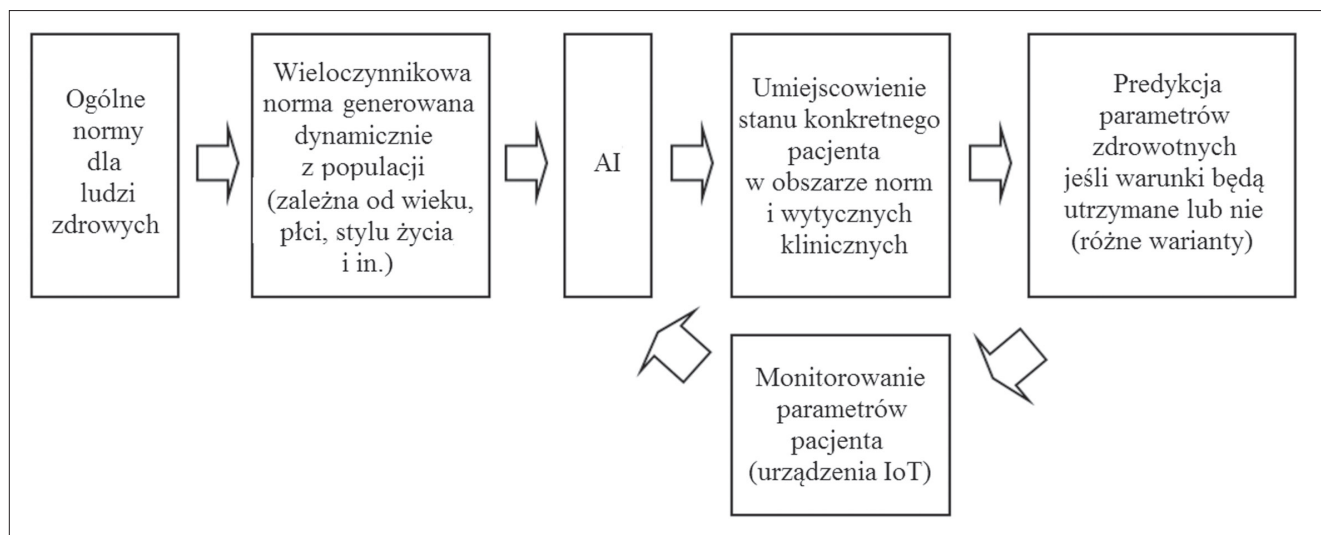 Ogólne
normy
dla
ludzi
zdrowych
Wieloczynnikowa
norma generowana
dynamicznie
z populacji
(zależna od wieku,
płci, stylu życia
i in.)
AI
Umiejscowienie
stanu konkretnego
pacjenta
w obszarze norm
i wytycznych
klinicznych
Predykcja
parametrów
zdrowotnych
jeśli warunki będą
utrzymane lub nie
(różne warianty)
Monitorowanie
parametrów
pacjenta
(urządzenia IoT)